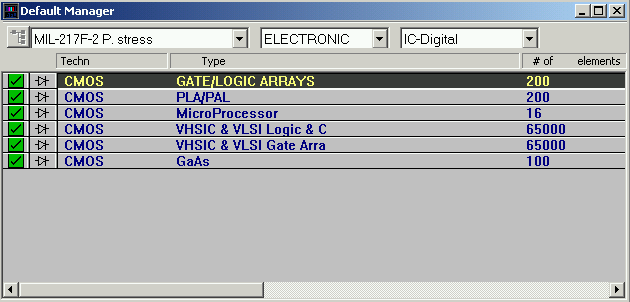 Default Manager
MIL-217F-2 P. stress ELECTRONIC IC-Digital
Techn Type # of elements
CMOS GATE/LOGIC ARRAYS 200
CMOS PLA/PAL 200
CMOS MicroProcessor 16
CMOS VHSIC & VLSI Logic & C 65000
CMOS VHSIC & VLSI Gate Arra 65000
CMOS GaAs 100